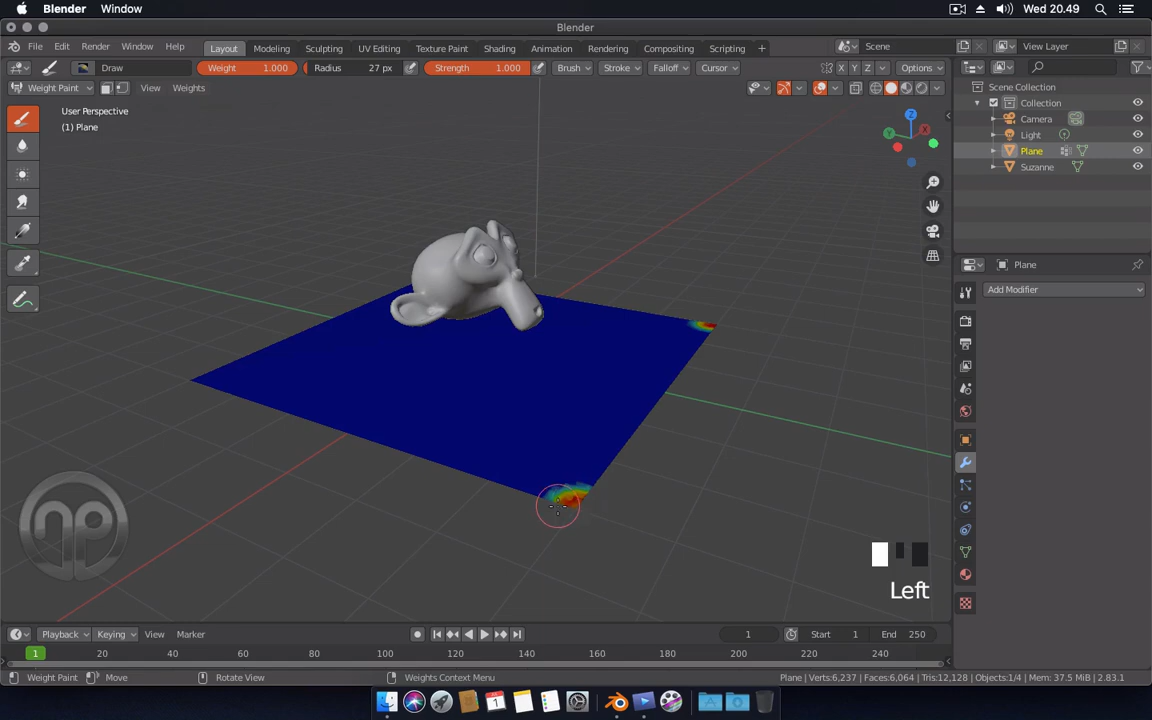 Blender Window Wed 20.49
Blender
File Edit Render Window Help Layout Modeling Sculpting UV Editing Texture Paint Shading Animation Rendering Compositing Scripting + Scene View Layer
Draw Weight 1.000 Radius 27 px Strength 1.000 Brush Stroke Falloff Cursor X Y Z Options
Weight Paint View Weights
User Perspective
(1) Plane
Z
Y
X
Scene Collection
Collection
Camera
Light
Plane
Suzanne
Plane
Add Modifier
np
Left
Playback Keying View Marker 1 Start 1 End 250
1 20 40 60 80 100 120 140 160 180 200 220 240
Weight Paint Move Rotate View Weights Context Menu Plane | Verts:6,237 | Faces:6,064 | Tris:12,128 | Objects:1/4 | Mem: 37.5 MiB | 2.83.1
1